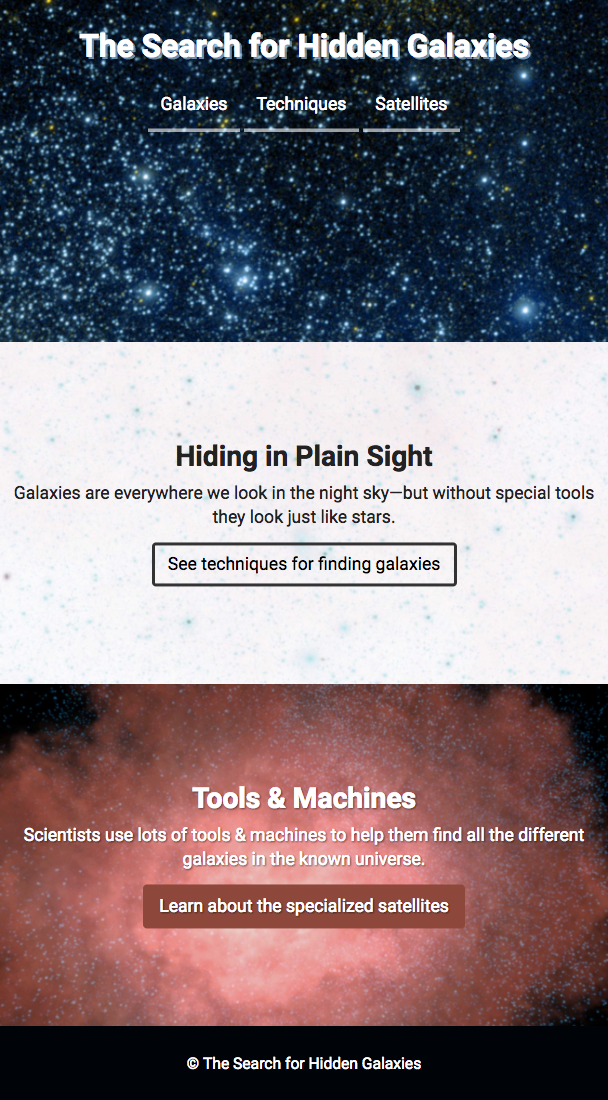 The Search for Hidden Galaxies
Galaxies Techniques Satellites
Hiding in Plain Sight
Galaxies are everywhere we look in the night sky—but without special tools
they look just like stars.
See techniques for finding galaxies
Tools & Machines
Scientists use lots of tools & machines to help them find all the different
galaxies in the known universe.
Learn about the specialized satellites
© The Search for Hidden Galaxies